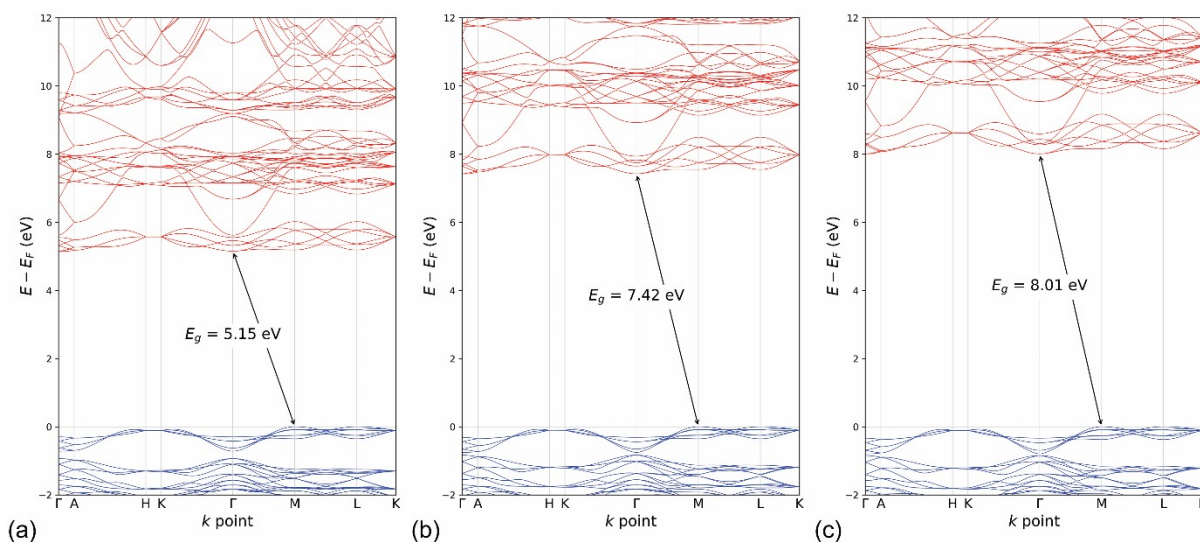 12
10
8
6
4
2
0
−2
E − E_F (eV)
E_g = 5.15 eV
Γ A H K Γ M L K
k point
(a)
12
10
8
6
4
2
0
−2
E − E_F (eV)
E_g = 7.42 eV
Γ A H K Γ M L K
k point
(b)
12
10
8
6
4
2
0
−2
E − E_F (eV)
E_g = 8.01 eV
Γ A H K Γ M L
k point
(c)